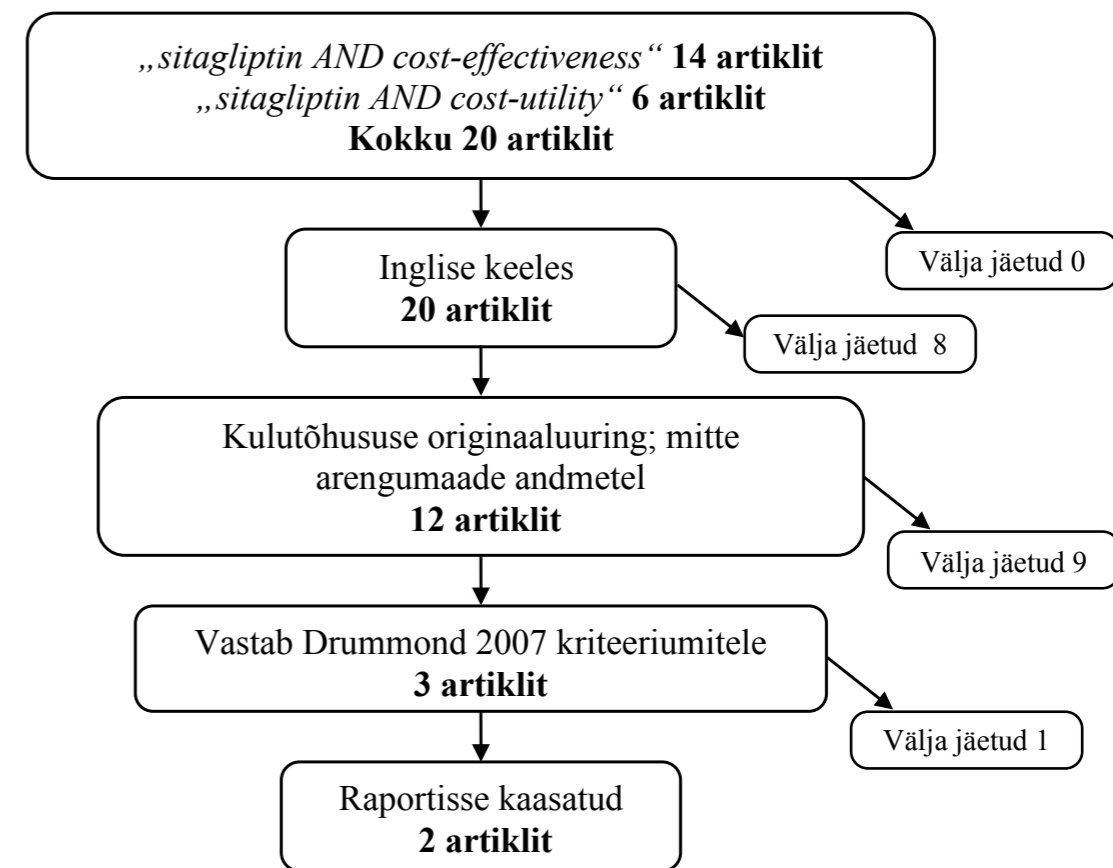 „sitagliptin AND cost-effectiveness“ 14 artiklit
„sitagliptin AND cost-utility“ 6 artiklit
Kokku 20 artiklit
Välja jäetud 0
Inglise keeles
20 artiklit
Välja jäetud 8
Kulutõhususe originaaluuring; mitte
arengumaade andmetel
12 artiklit
Välja jäetud 9
Vastab Drummond 2007 kriteeriumitele
3 artiklit
Välja jäetud 1
Raportisse kaasatud
2 artiklit